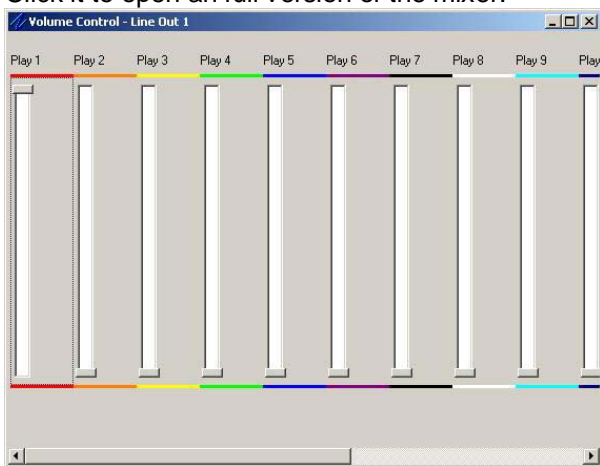 Click it to open an full version of the mixer.
Volume Control - Line Out 1
Play 1 Play 2 Play 3 Play 4 Play 5 Play 6 Play 7 Play 8 Play 9 Play